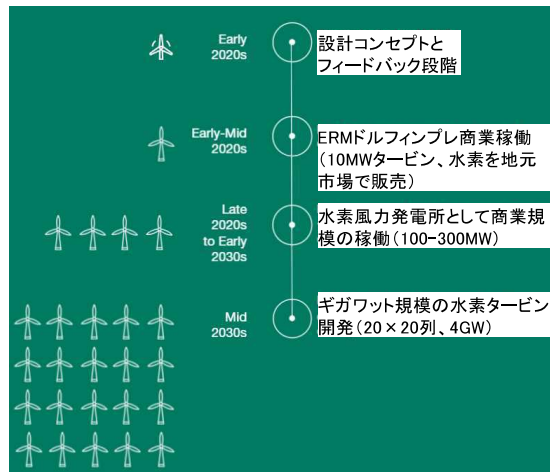 Early
2020s
設計コンセプトと
フィードバック段階
Early-Mid
2020s
ERMドルフィンプレ商業稼働
（10MWタービン、水素を地元
市場で販売）
Late
2020s
to Early
2030s
水素風力発電所として商業規
模の稼働（100-300MW）
Mid
2030s
ギガワット規模の水素タービン
開発（20×20列、4GW）